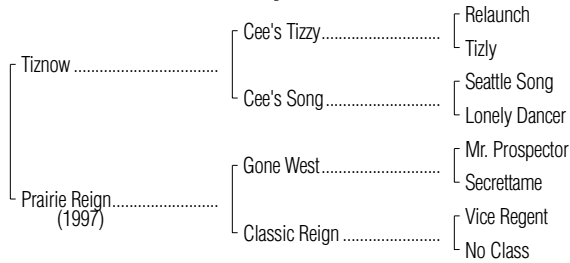 Relaunch
Cee's Tizzy
Tizly
Tiznow
Seattle Song
Cee's Song
Lonely Dancer
Mr. Prospector
Gone West
Secrettame
Prairie Reign
(1997)
Vice Regent
Classic Reign
No Class